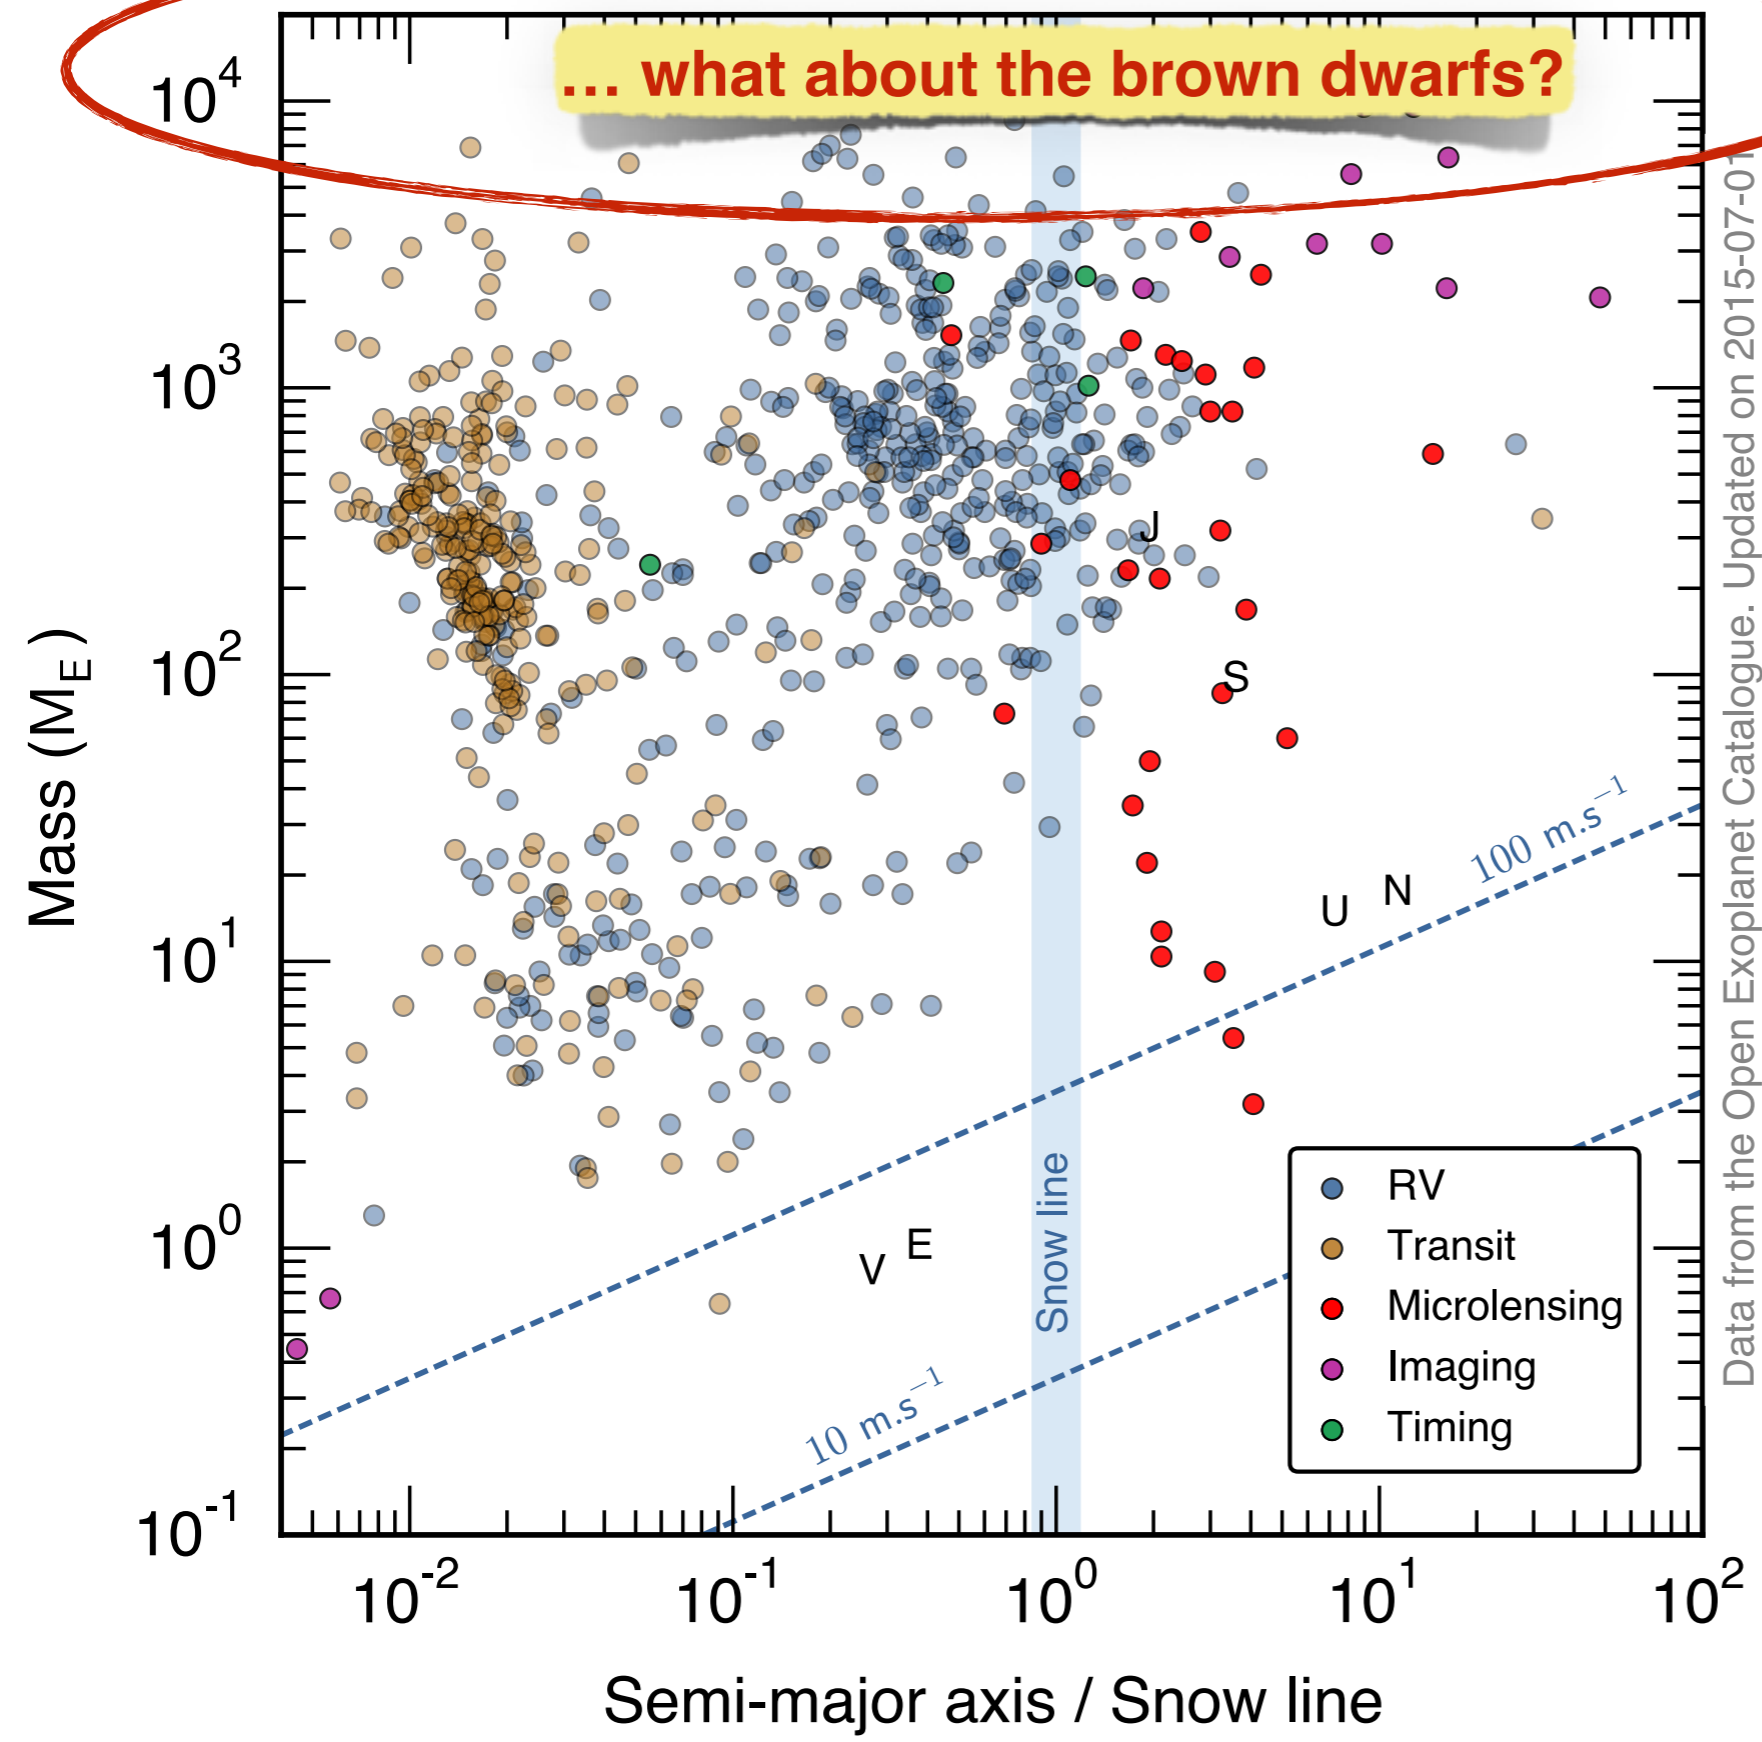 … what about the brown dwarfs?
10^4
10^3
10^2
10^1
10^0
10^-1
Mass (M_E)
J
S
U
N
V
E
100 m.s^−1
10 m.s^−1
Snow line
RV
Transit
Microlensing
Imaging
Timing
10^-2
10^-1
10^0
10^1
10^2
Semi-major axis / Snow line
Data from the Open Exoplanet Catalogue. Updated on 2015-07-01